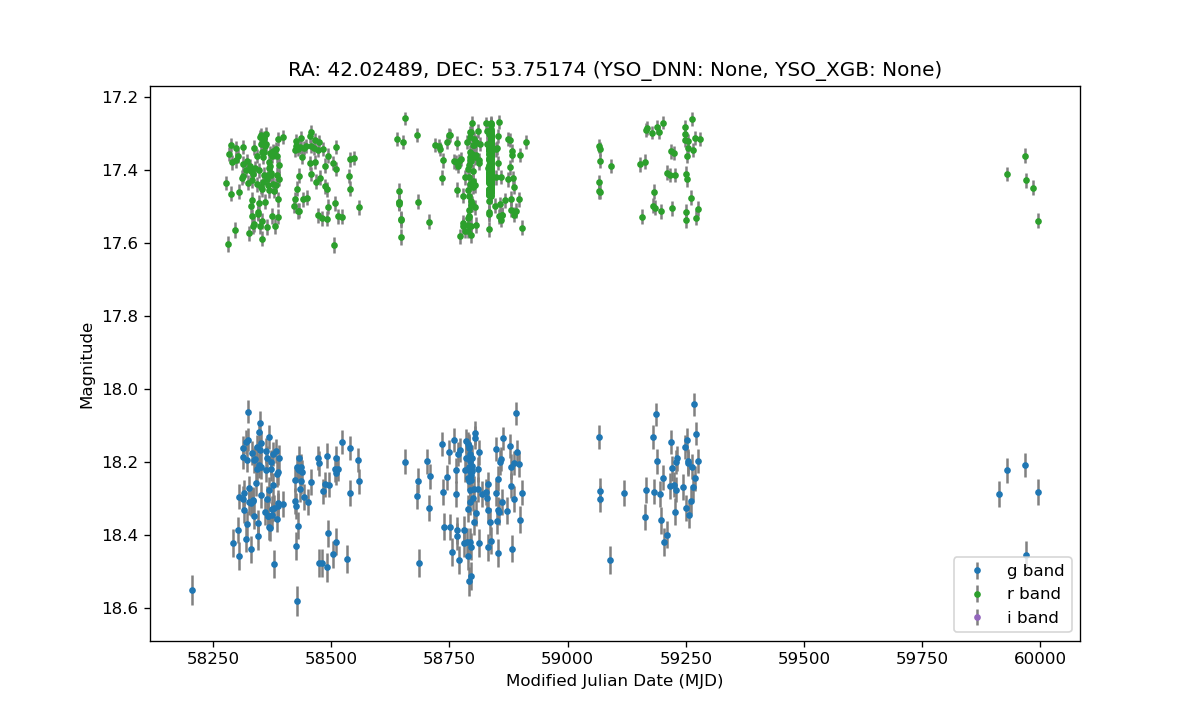 RA: 42.02489, DEC: 53.75174 (YSO_DNN: None, YSO_XGB: None)
17.2
17.4
17.6
17.8
18.0
18.2
18.4
18.6
Magnitude
g band
r band
i band
58250 58500 58750 59000 59250 59500 59750 60000
Modified Julian Date (MJD)